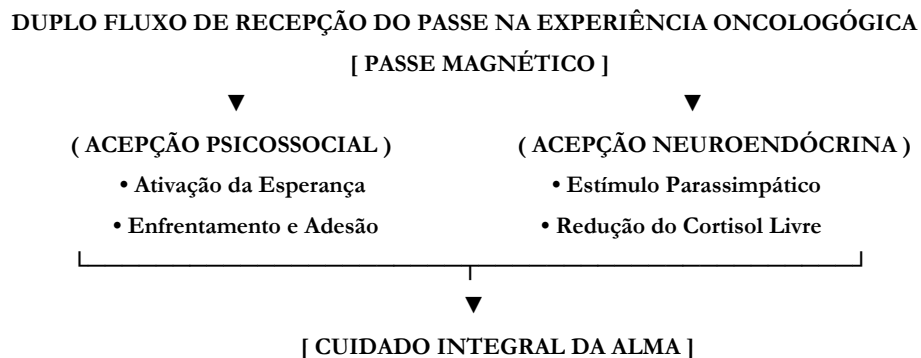 DUPLO FLUXO DE RECEPÇÃO DO PASSE NA EXPERIÊNCIA ONCOLOGÓGICA
[ PASSE MAGNÉTICO ]
▼ ▼
( ACEPÇÃO PSICOSSOCIAL ) ( ACEPÇÃO NEUROENDÓCRINA )
• Ativação da Esperança • Estímulo Parassimpático
• Enfrentamento e Adesão • Redução do Cortisol Livre
▼
[ CUIDADO INTEGRAL DA ALMA ]